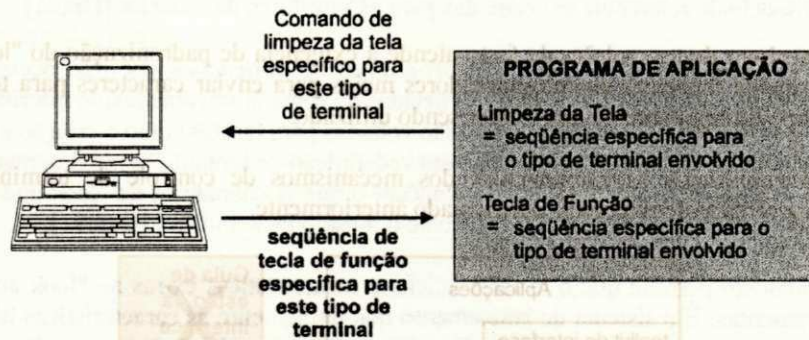 Comando de
limpeza da tela
específico para
este tipo
de terminal
seqüência de
tecla de função
específica para
este tipo de
terminal
PROGRAMA DE APLICAÇÃO
Limpeza da Tela
= seqüência específica para
o tipo de terminal envolvido
Tecla de Função
= seqüência específica para o
tipo de terminal envolvido